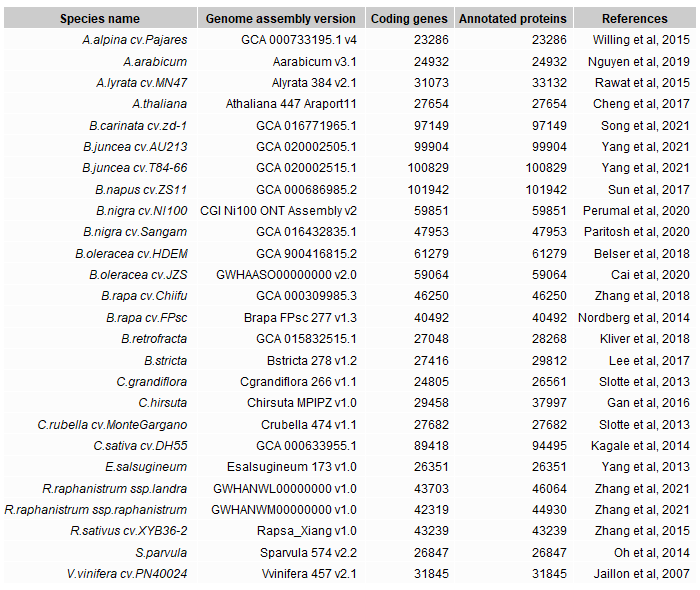 Species name Genome assembly version Coding genes Annotated proteins References
A.alpina cv.Pajares GCA 000733195.1 v4 23286 23286 Willing et al, 2015
A.arabicum Aarabicum v3.1 24932 24932 Nguyen et al, 2019
A.lyrata cv.MN47 Alyrata 384 v2.1 31073 33132 Rawat et al, 2015
A.thaliana Athaliana 447 Araport11 27654 27654 Cheng et al, 2017
B.carinata cv.zd-1 GCA 016771965.1 97149 97149 Song et al, 2021
B.juncea cv.AU213 GCA 020002505.1 99904 99904 Yang et al, 2021
B.juncea cv.T84-66 GCA 020002515.1 100829 100829 Yang et al, 2021
B.napus cv.ZS11 GCA 000686985.2 101942 101942 Sun et al, 2017
B.nigra cv.NI100 CGI Ni100 ONT Assembly v2 59851 59851 Perumal et al, 2020
B.nigra cv.Sangam GCA 016432835.1 47953 47953 Paritosh et al, 2020
B.oleracea cv.HDEM GCA 900416815.2 61279 61279 Belser et al, 2018
B.oleracea cv.JZS GWHAASO00000000 v2.0 59064 59064 Cai et al, 2020
B.rapa cv.Chiifu GCA 000309985.3 46250 46250 Zhang et al, 2018
B.rapa cv.FPsc Brapa FPsc 277 v1.3 40492 40492 Nordberg et al, 2014
B.retrofracta GCA 015832515.1 27048 28268 Kliver et al, 2018
B.stricta Bstricta 278 v1.2 27416 29812 Lee et al, 2017
C.grandiflora Cgrandiflora 266 v1.1 24805 26561 Slotte et al, 2013
C.hirsuta Chirsuta MPIPZ v1.0 29458 37997 Gan et al, 2016
C.rubella cv.MonteGargano Crubella 474 v1.1 27682 27682 Slotte et al, 2013
C.sativa cv.DH55 GCA 000633955.1 89418 94495 Kagale et al, 2014
E.salsugineum Esalsugineum 173 v1.0 26351 26351 Yang et al, 2013
R.raphanistrum ssp.landra GWHANWL00000000 v1.0 43703 46064 Zhang et al, 2021
R.raphanistrum ssp.raphanistrum GWHANWM00000000 v1.0 42319 44930 Zhang et al, 2021
R.sativus cv.XYB36-2 Rapsa_Xiang v1.0 43239 43239 Zhang et al, 2015
S.parvula Sparvula 574 v2.2 26847 26847 Oh et al, 2014
V.vinifera cv.PN40024 Vvinifera 457 v2.1 31845 31845 Jaillon et al, 2007